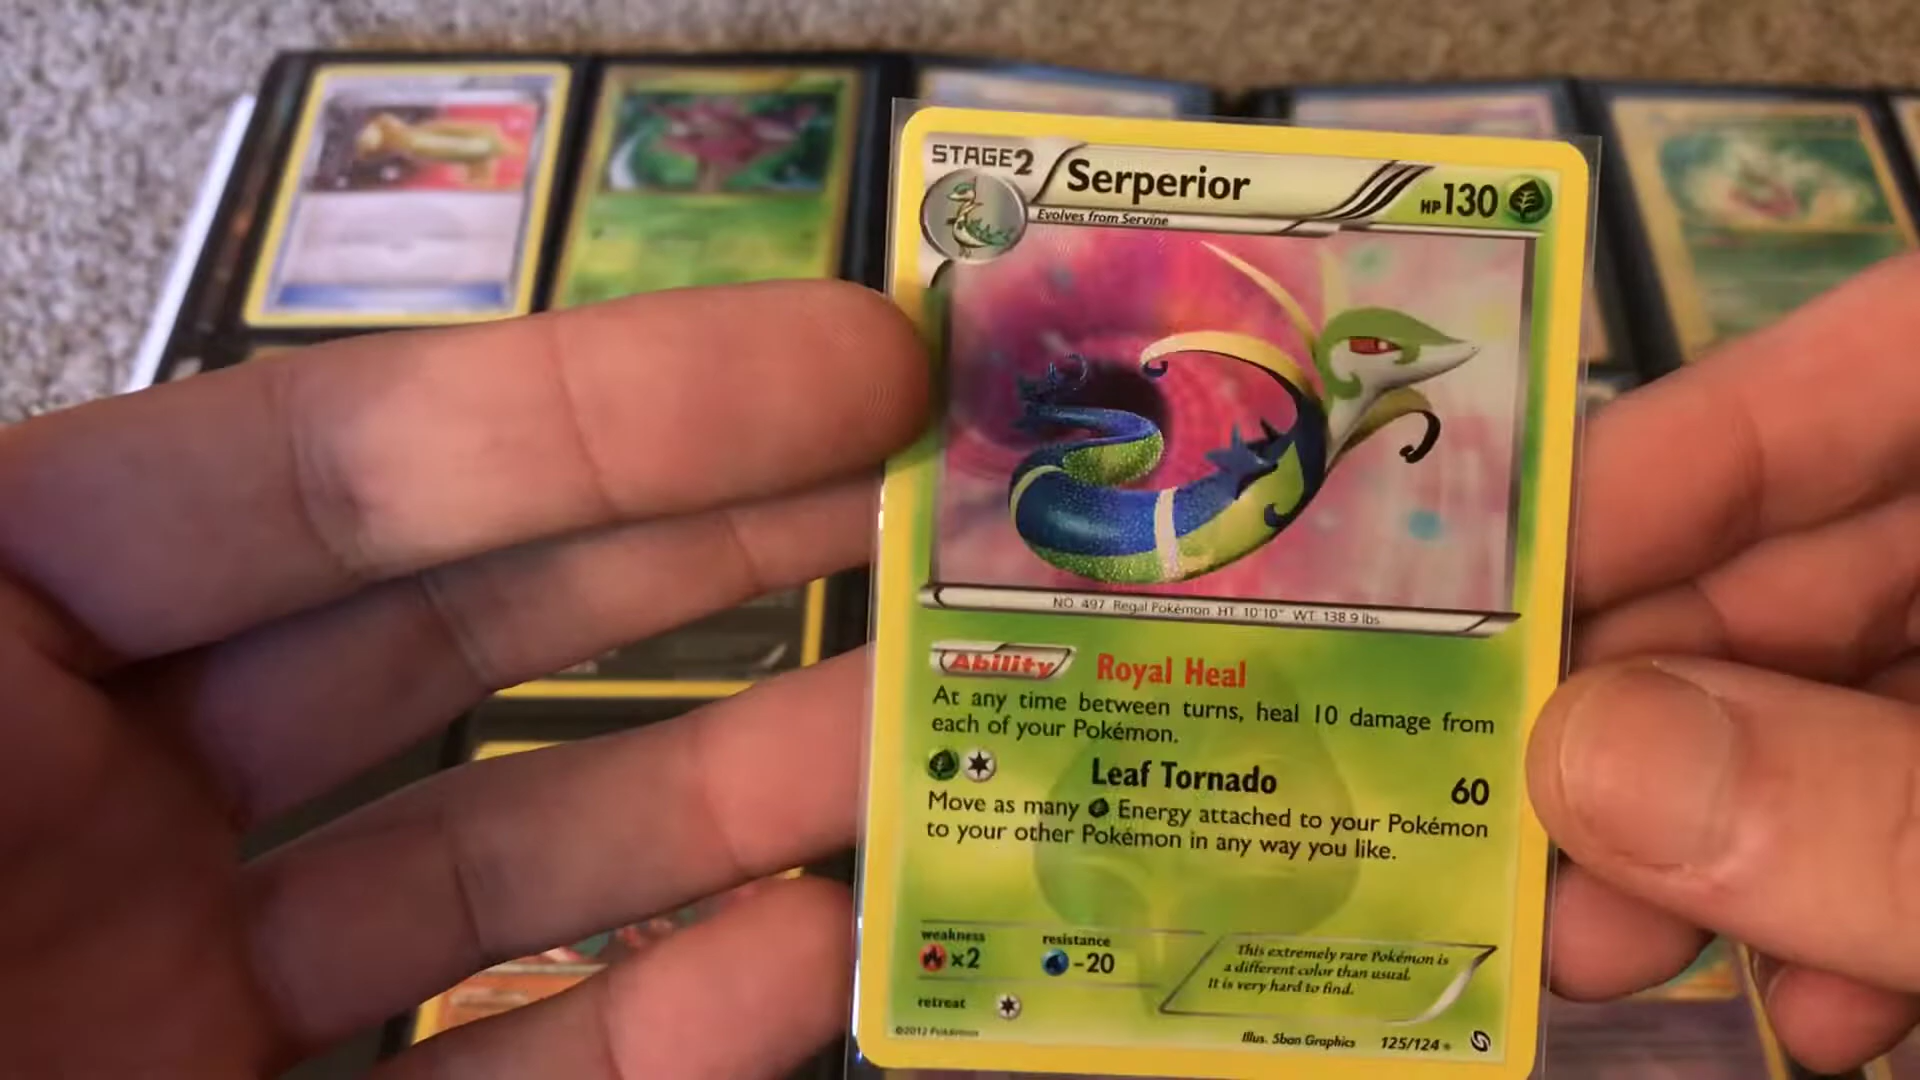 STAGE2
Serperior
HP130
Evolves from Servine
NO. 497 Regal Pokémon HT. 10'10" WT. 138.9 lbs.
Ability Royal Heal
At any time between turns, heal 10 damage from
each of your Pokémon.
Leaf Tornado 60
Move as many Energy attached to your Pokémon
to your other Pokémon in any way you like.
weakness
×2
resistance
-20
This extremely rare Pokémon is
a different color than usual.
It is very hard to find.
retreat
©2012 Pokémon
Illus. 5ban Graphics 125/124